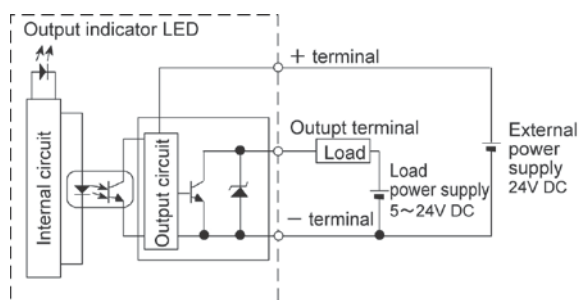 Output indicator LED
+ terminal
Internal circuit
Output circuit
Outupt terminal
Load
External
power
supply
24V DC
Load
power supply
5～24V DC
− terminal